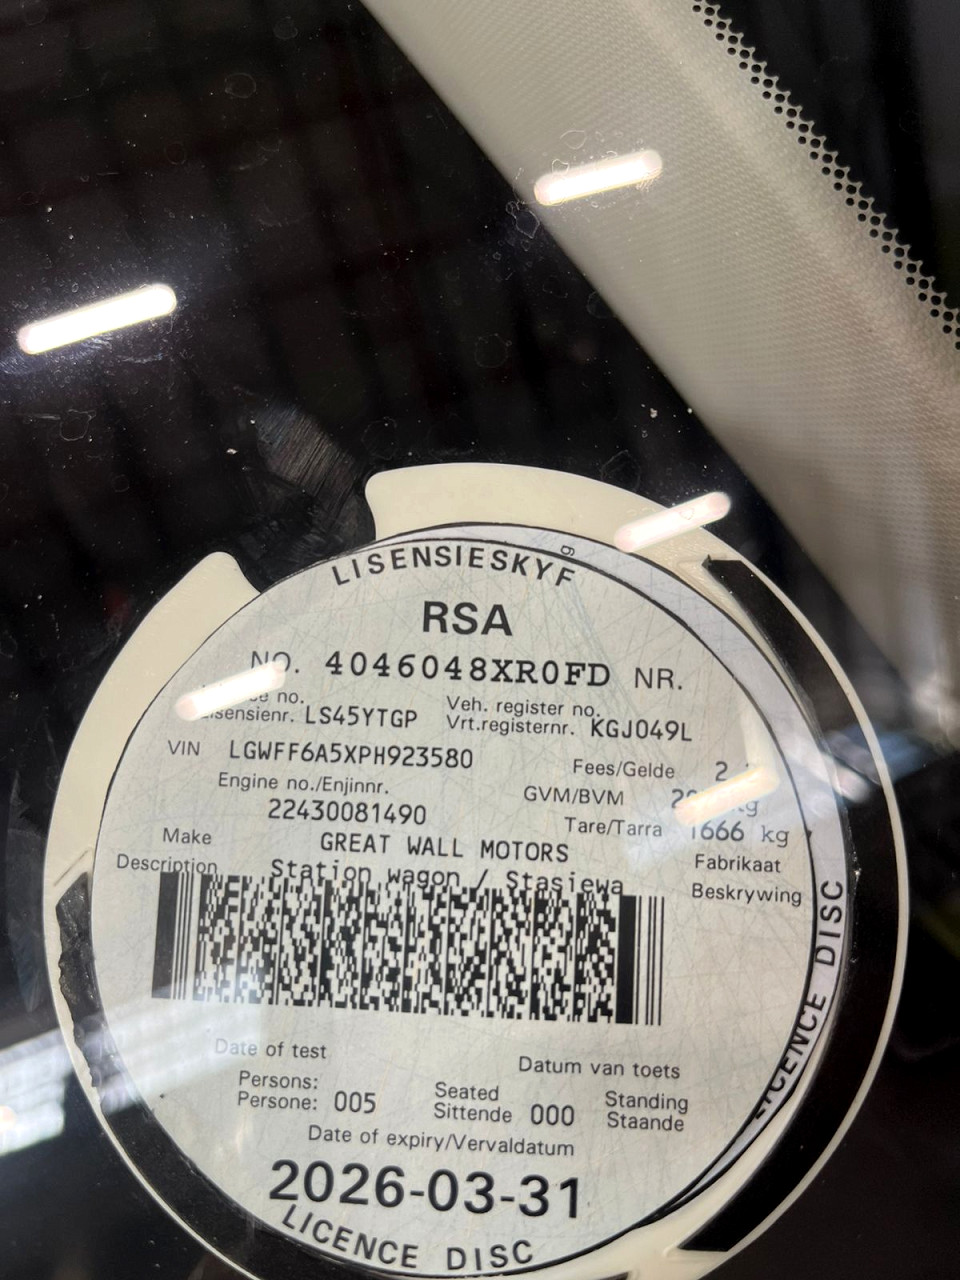 LISENSIESKYF
RSA
NO. 4046048XR0FD NR.
no. Veh. register no.
LS45YTGP Vrt.registernr. KGJ049L
VIN LGWFF6A5XPH923580
Engine no./Enjinnr. Fees/Gelde
22430081490 GVM/BVM
Tare/Tarra 1666 kg
Make GREAT WALL MOTORS Fabrikaat
Description Station wagon / Stasiewa Beskrywing
Date of test Datum van toets
Persons: Seated Standing
Persone: 005 Sittende 000 Staande
Date of expiry/Vervaldatum
2026-03-31
LICENCE DISC
LICENCE DISC